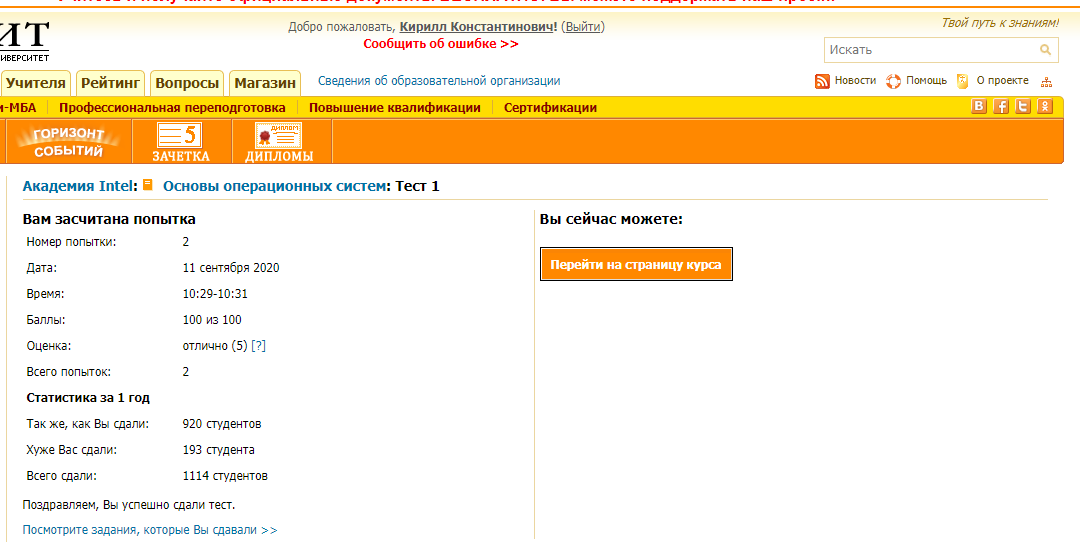 Твой путь к знаниям!
Добро пожаловать, Кирилл Константинович! (Выйти)
Сообщить об ошибке >>
ИТ
ИВЕРСИТЕТ
Искать
Учителя Рейтинг Вопросы Магазин Сведения об образовательной организации
Новости Помощь О проекте
и-МБА Профессиональная переподготовка Повышение квалификации Сертификации
ГОРИЗОНТ
СОБЫТИЙ
5
ЗАЧЕТКА
ДИПЛОМ
ДИПЛОМЫ
Академия Intel: Основы операционных систем: Тест 1
Вам засчитана попытка
Номер попытки: 2
Дата: 11 сентября 2020
Время: 10:29-10:31
Баллы: 100 из 100
Оценка: отлично (5) [?]
Всего попыток: 2
Статистика за 1 год
Так же, как Вы сдали: 920 студентов
Хуже Вас сдали: 193 студента
Всего сдали: 1114 студентов
Поздравляем, Вы успешно сдали тест.
Посмотрите задания, которые Вы сдавали >>
Вы сейчас можете:
Перейти на страницу курса